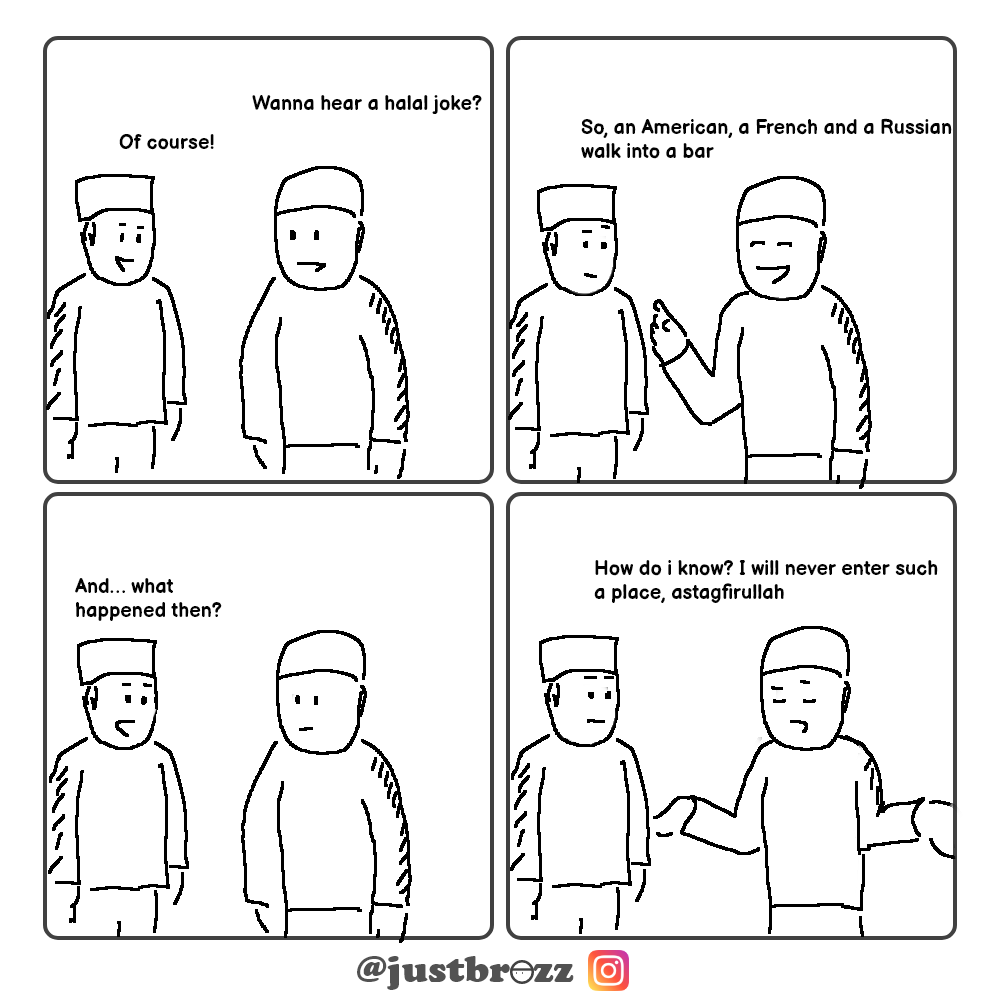 Wanna hear a halal joke?
Of course!
So, an American, a French and a Russian
walk into a bar
And... what
happened then?
How do i know? I will never enter such
a place, astagfirullah
@justbrozz